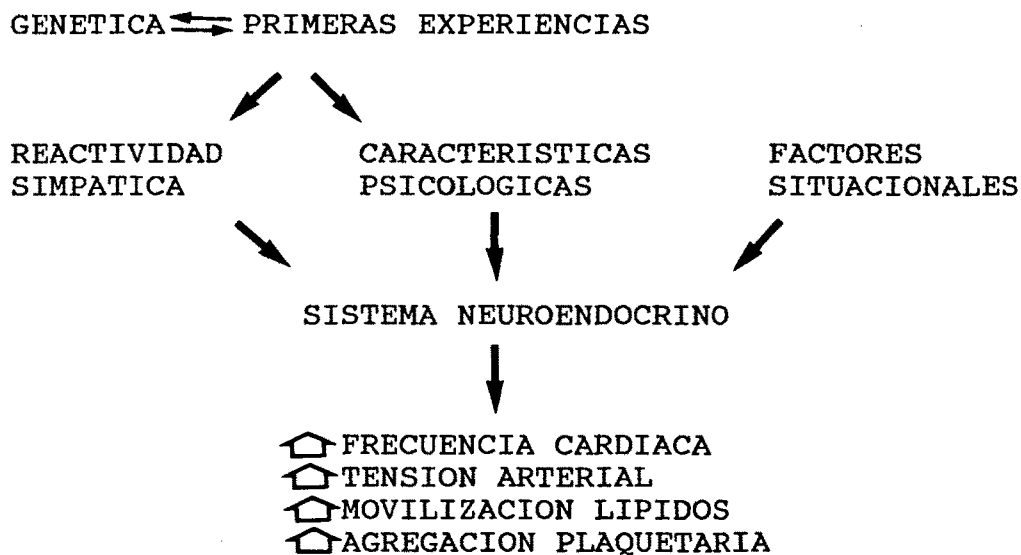 GENETICA PRIMERAS EXPERIENCIAS
REACTIVIDAD SIMPATICA
CARACTERISTICAS PSICOLOGICAS
FACTORES SITUACIONALES
SISTEMA NEUROENDOCRINO
FRECUENCIA CARDIACA
TENSION ARTERIAL
MOVILIZACION LIPIDOS
AGREGACION PLAQUETARIA